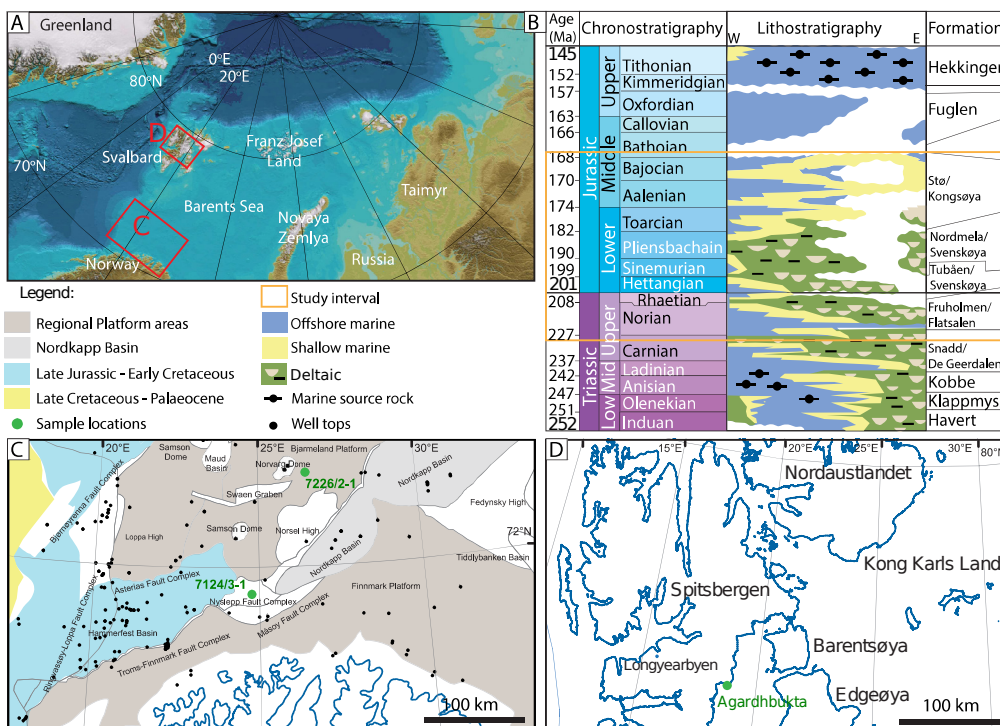 A
Greenland
80°N
0°E
20°E
70°N
D
Svalbard
Franz Josef
Land
Taimyr
Barents Sea
C
Novaya
Zemlya
Norway
Russia
Legend:
Study interval
Regional Platform areas
Offshore marine
Nordkapp Basin
Shallow marine
Late Jurassic - Early Cretaceous
Deltaic
Late Cretaceous - Palaeocene
Marine source rock
Sample locations
Well tops
B
Age
(Ma)
Chronostratigraphy
Lithostratigraphy
W
E
Formation
145
152
157
163
166
168
170
174
182
190
199
201
208
227
237
242
247
251
252
Jurassic
Upper
Middle
Lower
Triassic
Upper
Mid
Low
Tithonian
Kimmeridgian
Oxfordian
Callovian
Bathoian
Bajocian
Aalenian
Toarcian
Pliensbachain
Sinemurian
Hettangian
Rhaetian
Norian
Carnian
Ladinian
Anisian
Olenekian
Induan
Hekkingen
Fuglen
Stø/
Kongsøya
Nordmela/
Svenskøya
Tubåen/
Svenskøya
Fruholmen/
Flatsalen
Snadd/
De Geerdalen
Kobbe
Klappmys
Havert
C
20°E
25°E
30°E
Samson
Dome
Maud
Basin
Bjørmeland Platform
Norvarg Dome
7226/2-1
Nordkapp Basin
Fedynsky High
Bjørnøyrenna Fault Complex
Swaen Graben
Loppa High
Samson Dome
Norsel High
72°N
Tiddlybanken Basin
Nordkapp Basin
Asterias Fault Complex
7124/3-1
Nyslepp Fault Complex
Finnmark Platform
Ringvassøy-Loppa Fault Complex
Hammerfest Basin
Måsøy Fault Complex
Troms-Finnmark Fault Complex
100 km
D
15°E
20°E
25°E
30°E
80°N
Nordaustlandet
Kong Karls Land
Spitsbergen
Barentsøya
Longyearbyen
Agardhbukta
Edgeøya
100 km